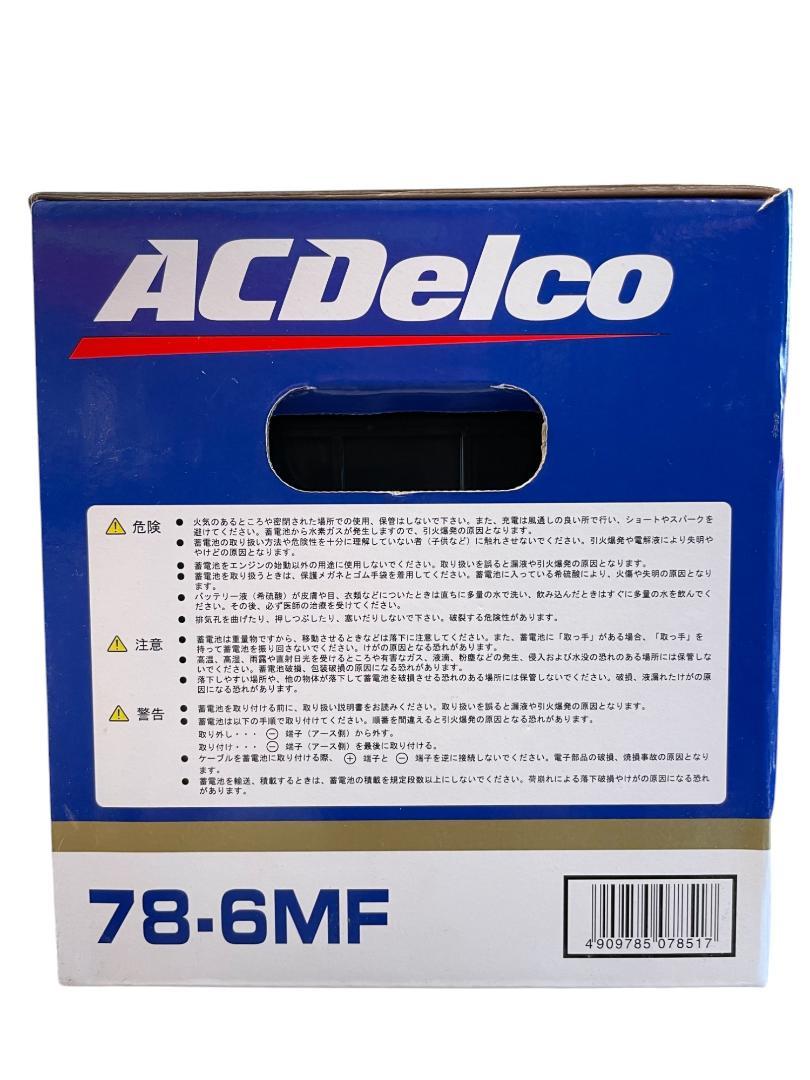 ACDelco
危険
● 火気のあるところや密閉された場所での使用、保管はしないで下さい。また、充電は風通しの良い所で行い、ショートやスパークを
避けてください。蓄電池から水素ガスが発生しますので、引火爆発の原因となります。
● 蓄電池の取り扱い方法や危険性を十分に理解していない者（子供など）に触れさせないでください。引火爆発や電解液により失明や
やけどの原因となります。
● 蓄電池をエンジンの始動以外の用途に使用しないでください。取り扱いを誤ると漏液や引火爆発の原因となります。
● 蓄電池を取り扱うときは、保護メガネとゴム手袋を着用してください。蓄電池に入っている希硫酸により、火傷や失明の原因となり
ます。
● バッテリー液（希硫酸）が皮膚や目、衣類などについたときは直ちに多量の水で洗い、飲み込んだときはすぐに多量の水を飲んでく
ださい。その後、必ず医師の治療を受けてください。
● 排気孔を曲げたり、押しつぶしたり、塞いだりしないで下さい。破裂する危険性があります。
注意
● 蓄電池は重量物ですから、移動させるときなどは落下に注意してください。また、蓄電池に「取っ手」がある場合、「取っ手」を
持って蓄電池を振り回さないでください。けがの原因となる恐れがあります。
● 高温、高湿、雨露や直射日光を受けるところや有害なガス、液滴、粉塵などの発生、侵入および水没の恐れのある場所には保管しな
いでください。蓄電池破損、包装破損の原因になる恐れがあります。
● 落下しやすい場所や、他の物体が落下して蓄電池を破損させる恐れのある場所には保管しないでください。破損、液漏れたけがの原
因になる恐れがあります。
警告
● 蓄電池を取り付ける前に、取り扱い説明書をお読みください。取り扱いを誤ると漏液や引火爆発の原因となります。
● 蓄電池は以下の手順で取り付けてください。順番を間違えると引火爆発の原因となる恐れがあります。
取り外し・・・ ⊖ 端子（アース側）から外す。
取り付け・・・ ⊖ 端子（アース側）を最後に取り付ける。
● ケーブルを蓄電池に取り付ける際、⊕ 端子と ⊖ 端子を逆に接続しないでください。電子部品の破損、焼損事故の原因となり
ます。
● 蓄電池を輸送、積載するときは、蓄電池の積載を規定段数以上にしないでください。荷崩れによる落下破損やけがの原因になる恐れ
があります。
78-6MF
4 909785 078517